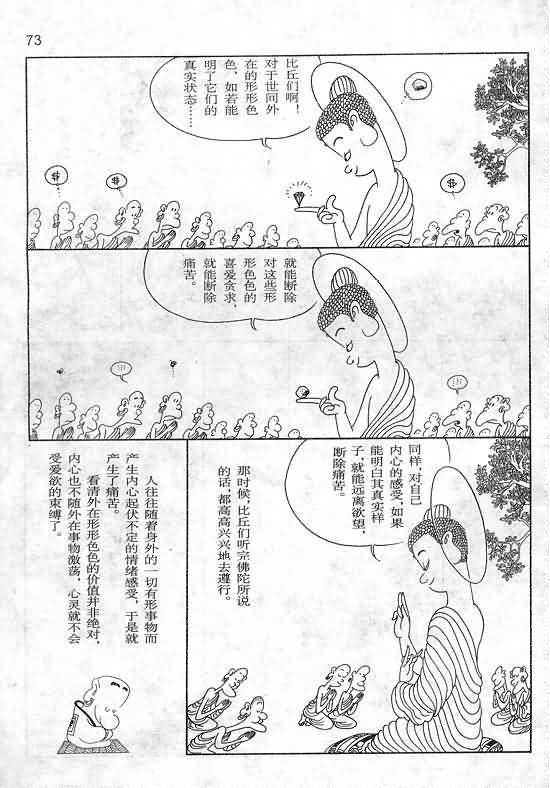 73
比丘们啊！
对于世间外
在的形形色
色，如若能
明了它们的
真实状态……
就能断除
对这些形
形色色的
喜爱贪求，
就能断除
痛苦。
同样，对自己
内心的感受，如果
能明白其真实样
子，就能远离欲望，
断除痛苦。
那时候，比丘们听完佛陀所说
的话，都高高兴兴地去遵行。
人往往随着身外的一切有形事物而
产生内心起伏不定的情绪感受，于是就
产生了痛苦。
看清外在形形色色的价值并非绝对，
内心也不随外在事物激荡，心灵就不会
受爱欲的束缚了。